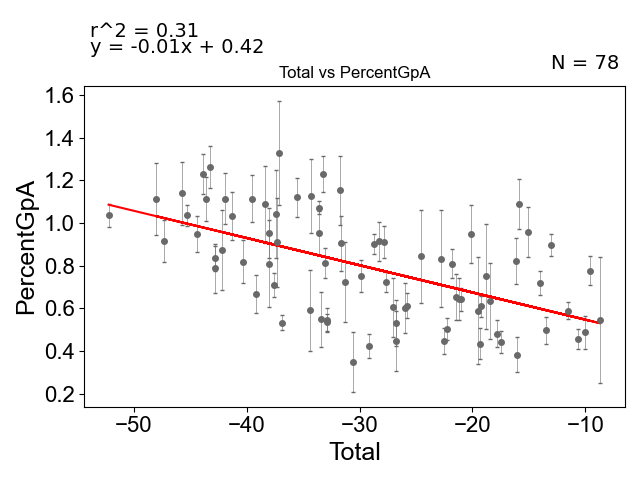 r^2 = 0.31
y = -0.01x + 0.42
N = 78
Total vs PercentGpA
PercentGpA
1.6
1.4
1.2
1.0
0.8
0.6
0.4
0.2
−50 −40 −30 −20 −10
Total